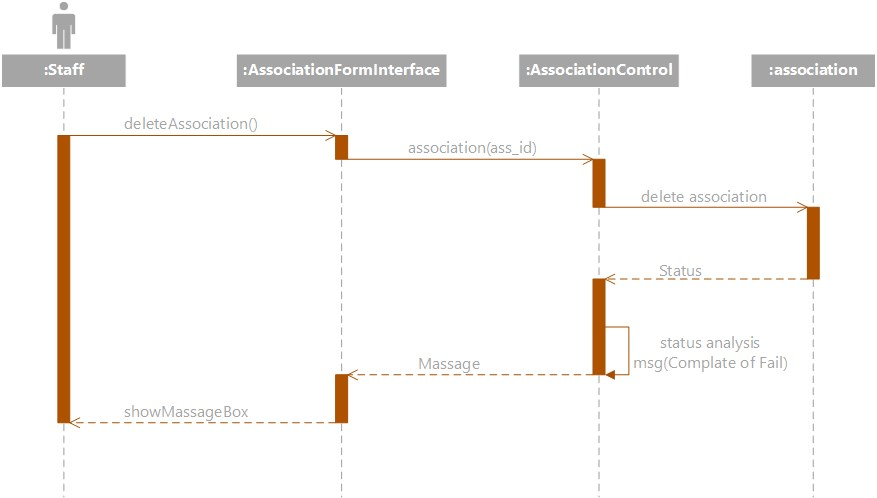 :Staff
:AssociationFormInterface
:AssociationControl
:association
deleteAssociation()
association(ass_id)
delete association
Status
status analysis
msg(Complate of Fail)
Massage
showMassageBox